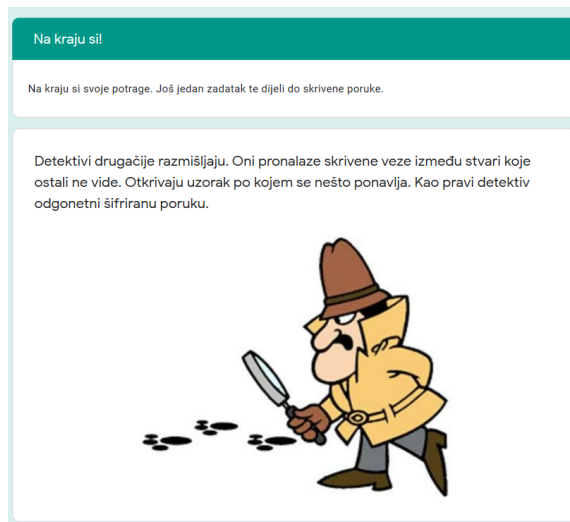 Na kraju si!
Na kraju si svoje potrage. Još jedan zadatak te dijeli do skrivene poruke.
Detektivi drugačije razmišljaju. Oni pronalaze skrivene veze između stvari koje
ostali ne vide. Otkrivaju uzorak po kojem se nešto ponavlja. Kao pravi detektiv
odgonetni šifriranu poruku.